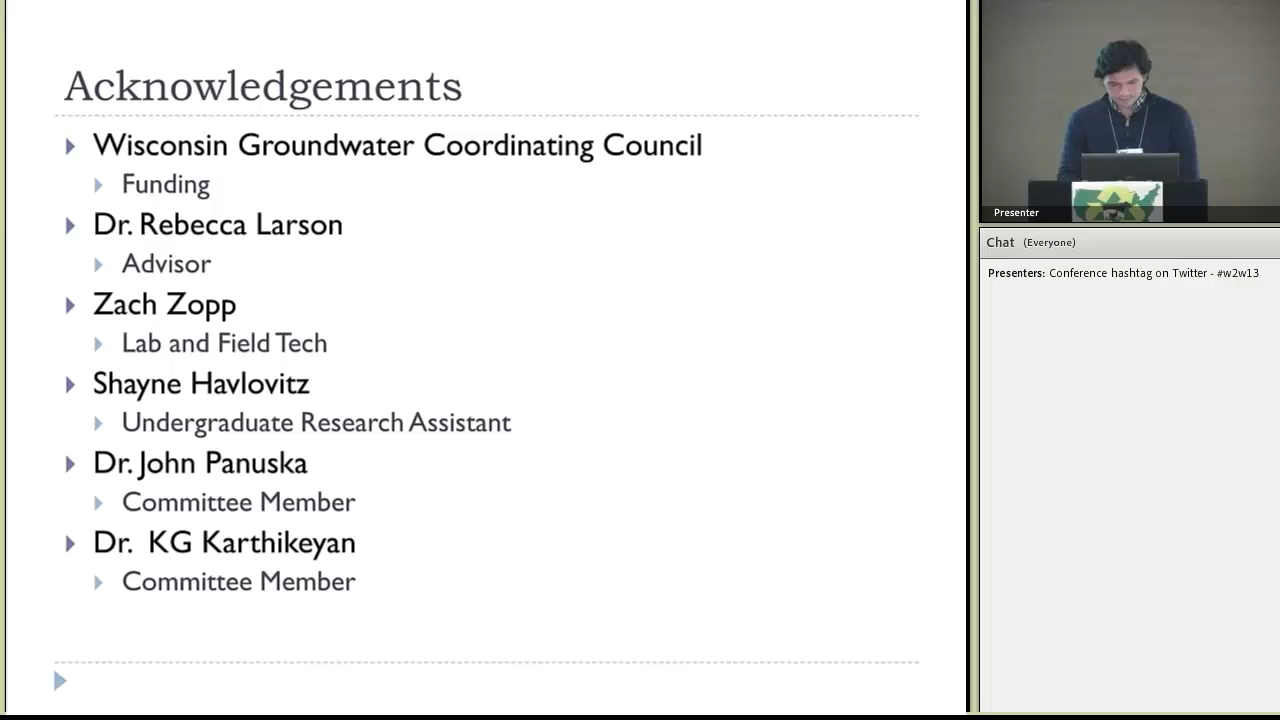 Acknowledgements
Wisconsin Groundwater Coordinating Council
Funding
Dr. Rebecca Larson
Advisor
Zach Zopp
Lab and Field Tech
Shayne Havlovitz
Undergraduate Research Assistant
Dr. John Panuska
Committee Member
Dr.  KG Karthikeyan
Committee Member
Presenter
Chat (Everyone)
Presenters: Conference hashtag on Twitter - #w2w13